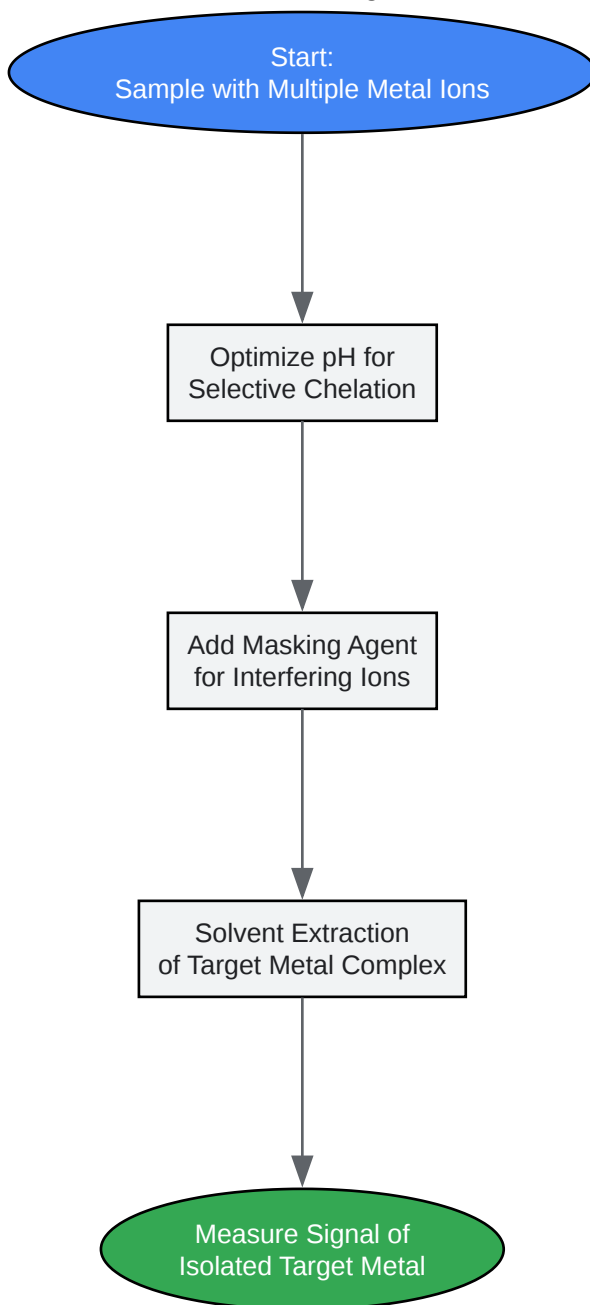 Start:
Sample with Multiple Metal Ions
Optimize pH for
Selective Chelation
Add Masking Agent
for Interfering Ions
Solvent Extraction
of Target Metal Complex
Measure Signal of
Isolated Target Metal